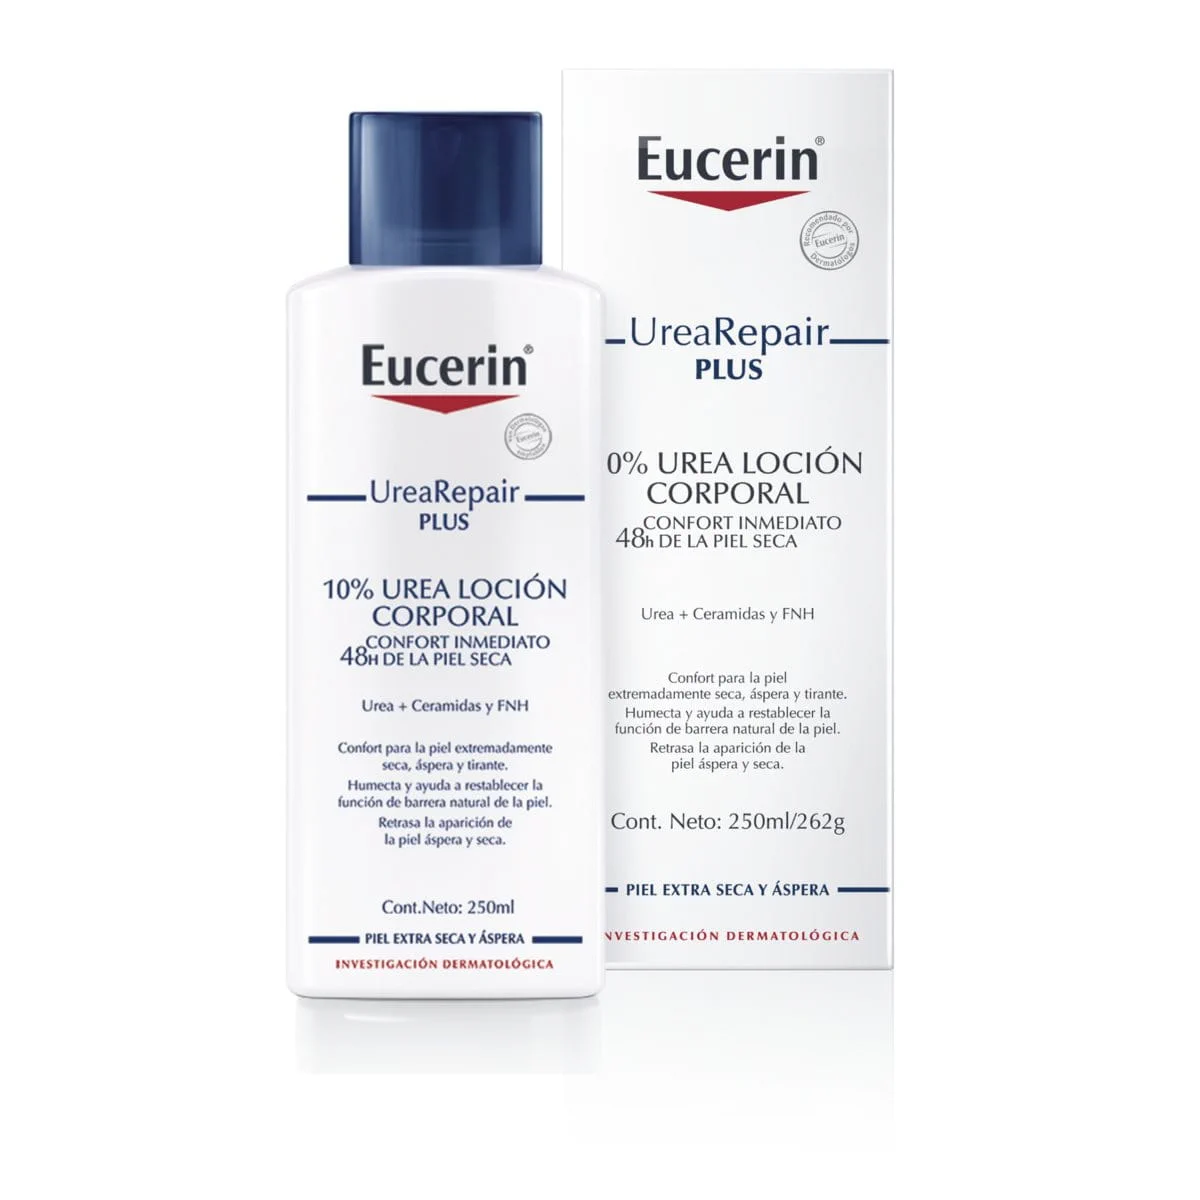 Eucerin®
UreaRepair
PLUS
10% UREA LOCIÓN
CORPORAL
48H CONFORT INMEDIATO
DE LA PIEL SECA
Urea + Ceramidas y FNH
Confort para la piel extremadamente
seca, áspera y tirante.
Humecta y ayuda a restablecer la
función de barrera natural de la piel.
Retrasa la aparición de
la piel áspera y seca.
Cont.Neto: 250ml
PIEL EXTRA SECA Y ÁSPERA
INVESTIGACIÓN DERMATOLÓGICA
Eucerin®
Recomendado por
Eucerin
Dermatólogos
UreaRepair
PLUS
0% UREA LOCIÓN
CORPORAL
48h CONFORT INMEDIATO
DE LA PIEL SECA
Urea + Ceramidas y FNH
Confort para la piel
extremadamente seca, áspera y tirante.
Humecta y ayuda a restablecer la
función de barrera natural de la piel.
Retrasa la aparición de la
piel áspera y seca.
Cont. Neto: 250ml/262g
PIEL EXTRA SECA Y ÁSPERA
NVESTIGACIÓN DERMATOLÓGICA